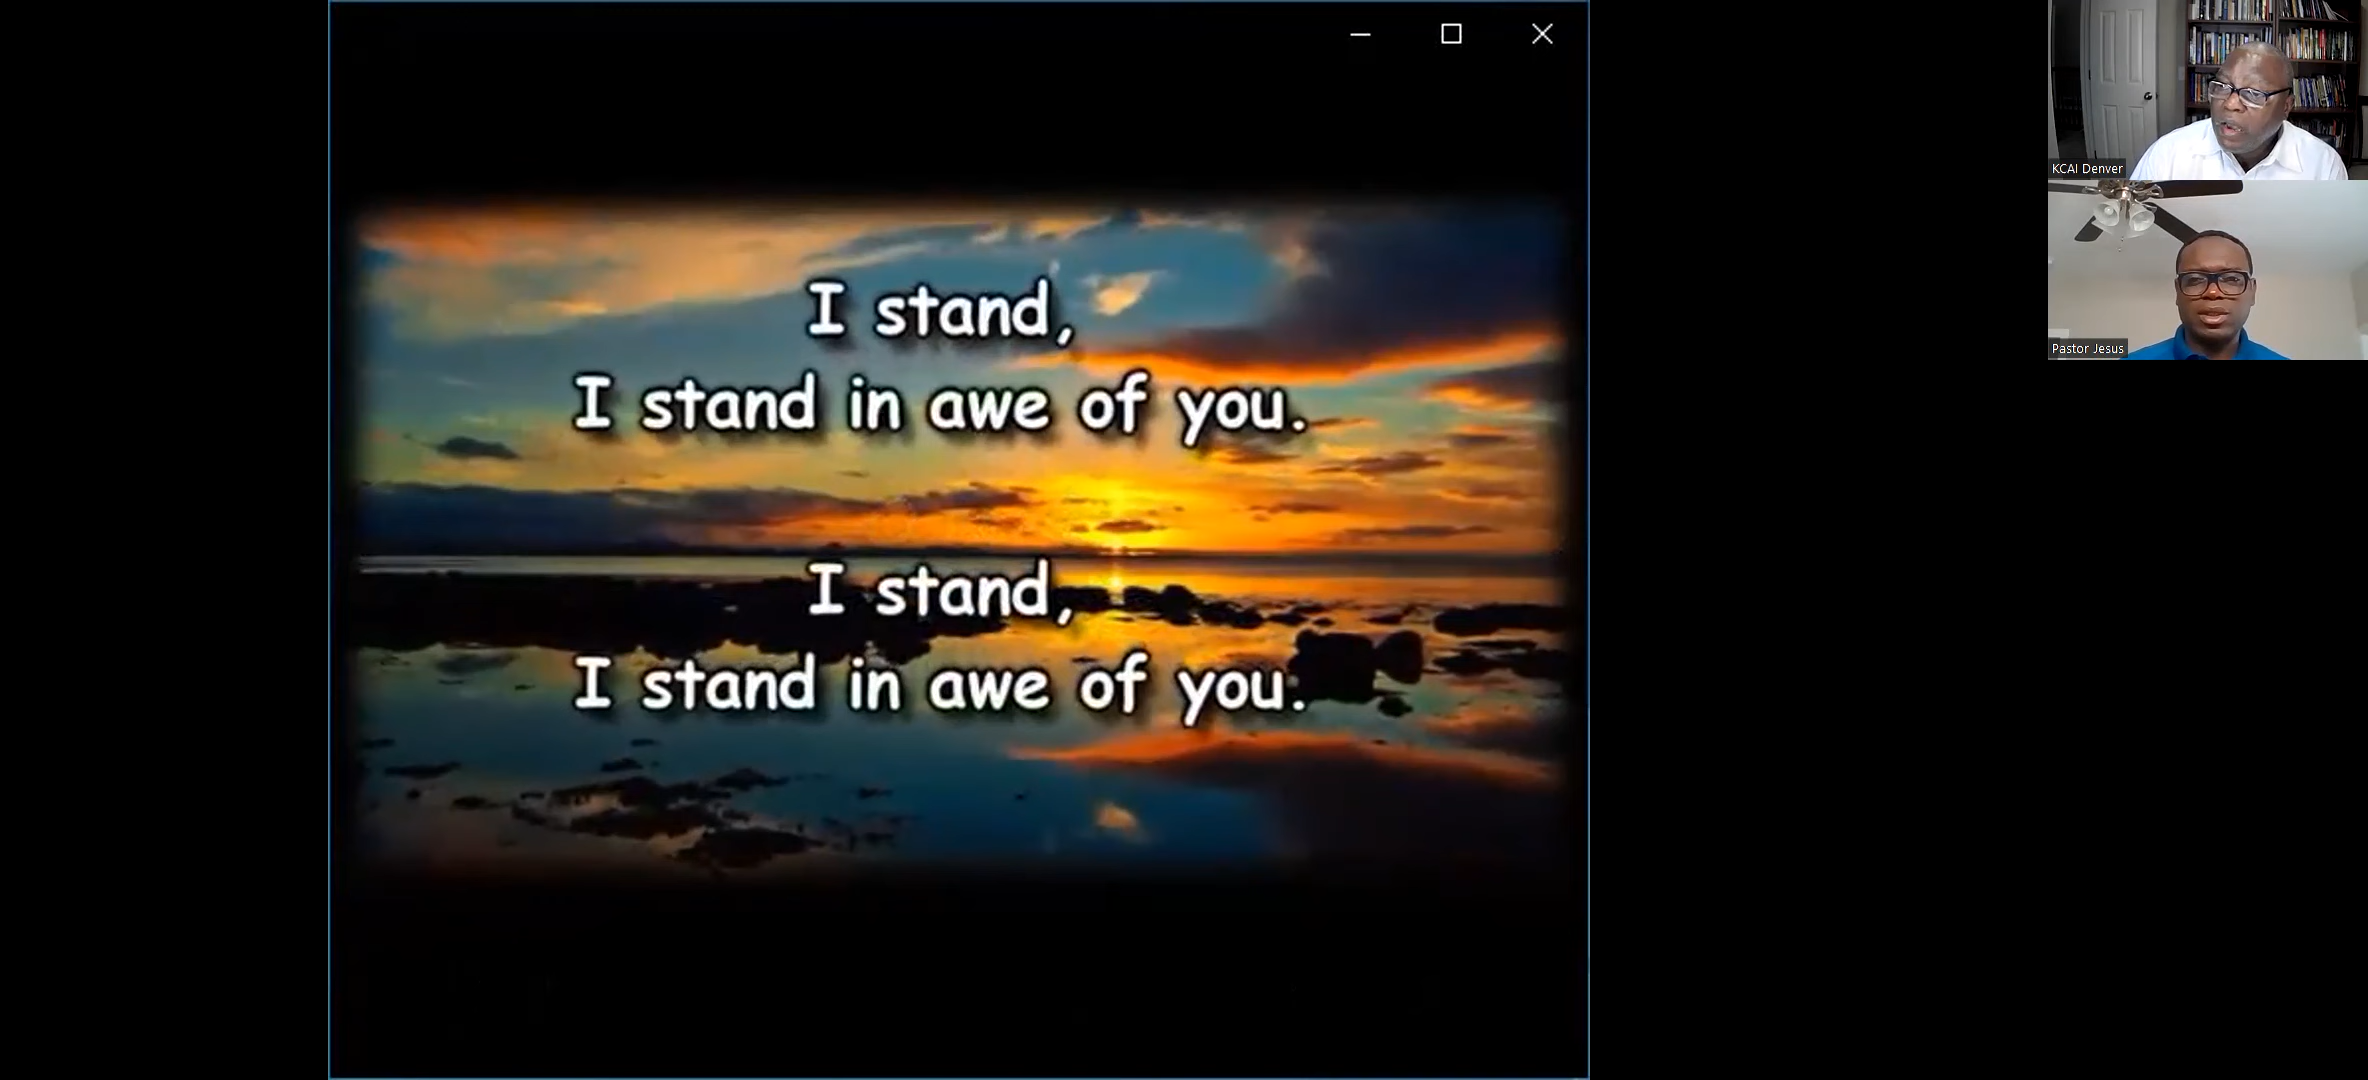 I stand,
I stand in awe of you.
I stand,
I stand in awe of you.
KCAI Denver
Pastor Jesus